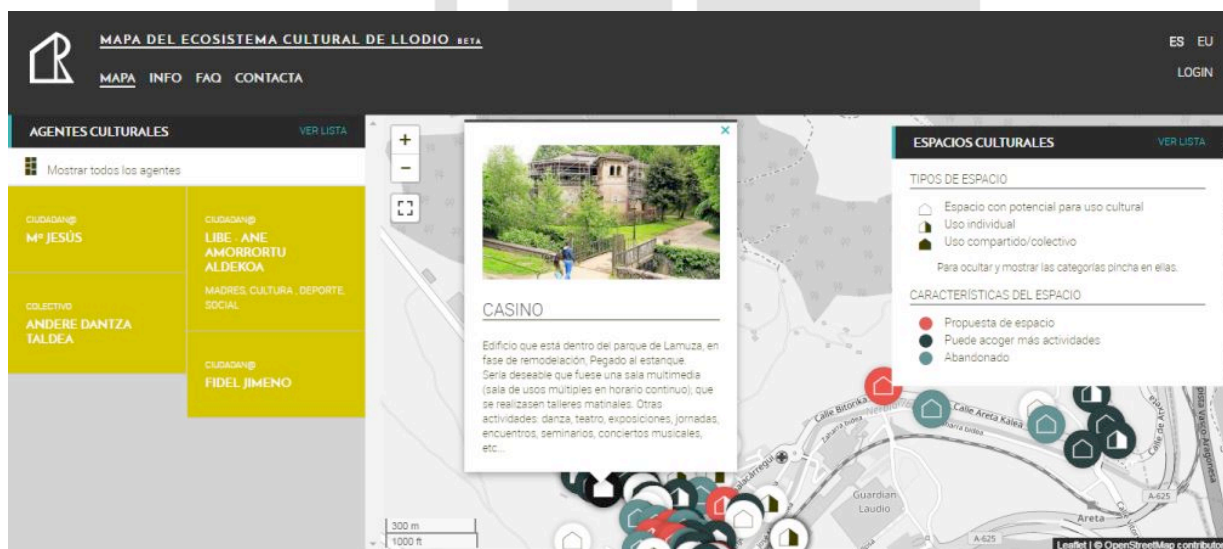 MAPA DEL ECOSISTEMA CULTURAL DE LLODIO BETA
MAPA INFO FAQ CONTACTA
ES EU
LOGIN
AGENTES CULTURALES VER LISTA
Mostrar todos los agentes
CIUDADAN@
Mª JESÚS
COLECTIVO
ANDERE DANTZA
TALDEA
CIUDADAN@
LIBE - ANE
AMORRORTU
ALDEKOA
MADRES, CULTURA , DEPORTE,
SOCIAL
CIUDADAN@
FIDEL JIMENO
+
−
×
CASINO
Edificio que está dentro del parque de Lamuza, en
fase de remodelación, Pegado al estanque.
Sería deseable que fuese una sala multimedia
(sala de usos múltiples en horario continuo), que
se realizasen talleres matinales. Otras
actividades: danza, teatro, exposiciones, jornadas,
encuentros, seminarios, conciertos musicales,
etc...
ESPACIOS CULTURALES VER LISTA
TIPOS DE ESPACIO
Espacio con potencial para uso cultural
Uso individual
Uso compartido/colectivo
Para ocultar y mostrar las categorías pincha en ellas.
CARACTERÍSTICAS DEL ESPACIO
Propuesta de espacio
Puede acoger más actividades
Abandonado
Calle Bitorika
Calle Areta Kalea
Guardian
Laudio
Areta
A-625
A-625
300 m
1000 ft
Leaflet | © OpenStreetMap contributo